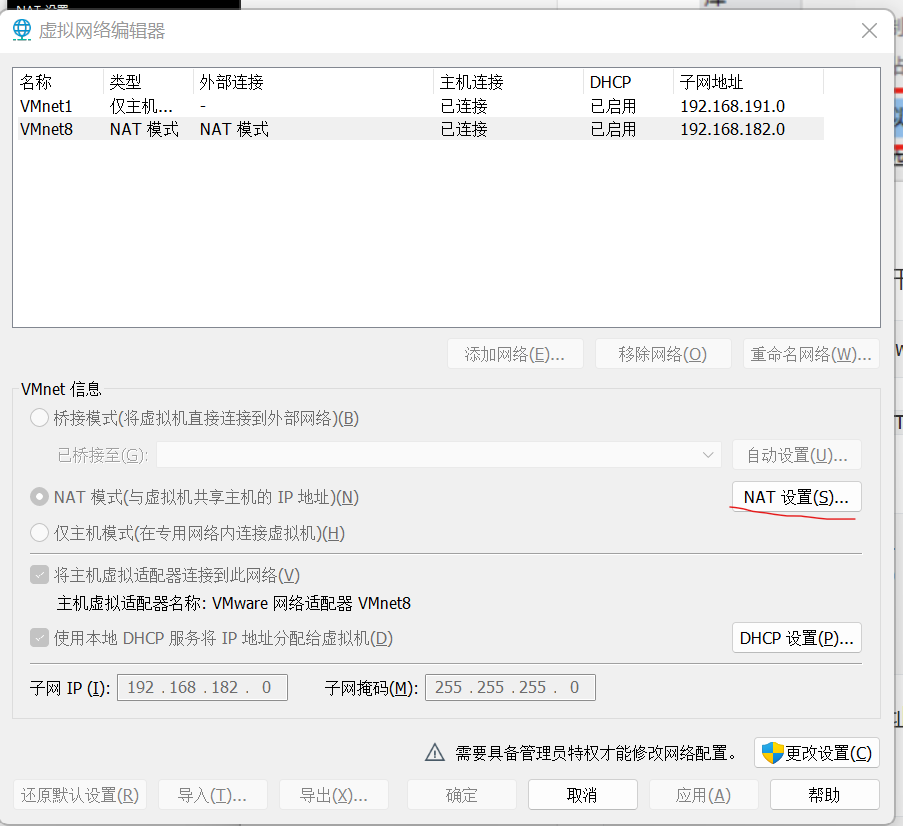 NAT 设置
虚拟网络编辑器
名称 类型 外部连接 主机连接 DHCP 子网地址
VMnet1 仅主机... - 已连接 已启用 192.168.191.0
VMnet8 NAT 模式 NAT 模式 已连接 已启用 192.168.182.0
添加网络(E)... 移除网络(O) 重命名网络(W)...
VMnet 信息
桥接模式(将虚拟机直接连接到外部网络)(B)
已桥接至(G): 自动设置(U)...
NAT 模式(与虚拟机共享主机的 IP 地址)(N) NAT 设置(S)...
仅主机模式(在专用网络内连接虚拟机)(H)
将主机虚拟适配器连接到此网络(V)
主机虚拟适配器名称: VMware 网络适配器 VMnet8
使用本地 DHCP 服务将 IP 地址分配给虚拟机(D) DHCP 设置(P)...
子网 IP (I): 192 . 168 . 182 . 0 子网掩码(M): 255 . 255 . 255 . 0
需要具备管理员特权才能修改网络配置。 更改设置(C)
还原默认设置(R) 导入(T)... 导出(X)... 确定 取消 应用(A) 帮助